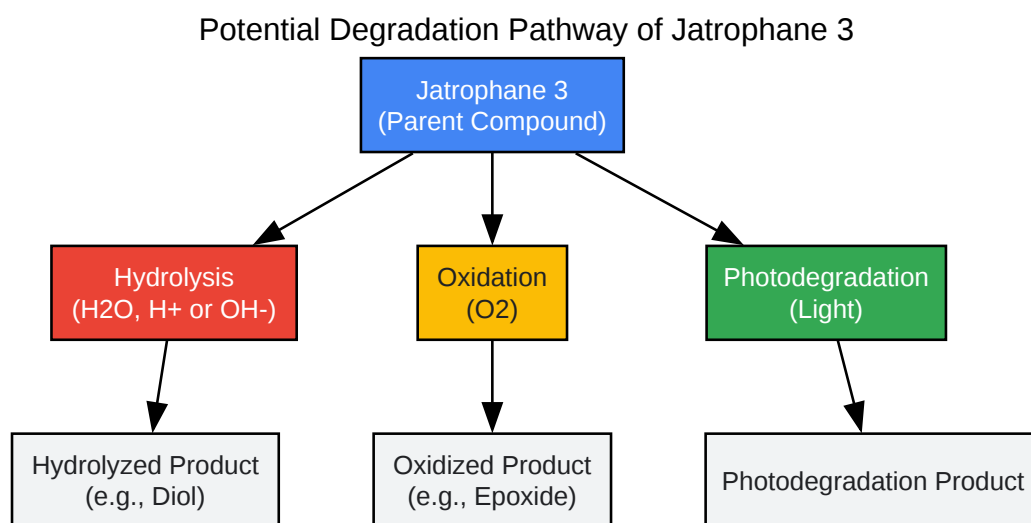 Potential Degradation Pathway of Jatrophane 3
Jatrophane 3
(Parent Compound)
Hydrolysis
(H2O, H+ or OH-)
Oxidation
(O2)
Photodegradation
(Light)
Hydrolyzed Product
(e.g., Diol)
Oxidized Product
(e.g., Epoxide)
Photodegradation Product